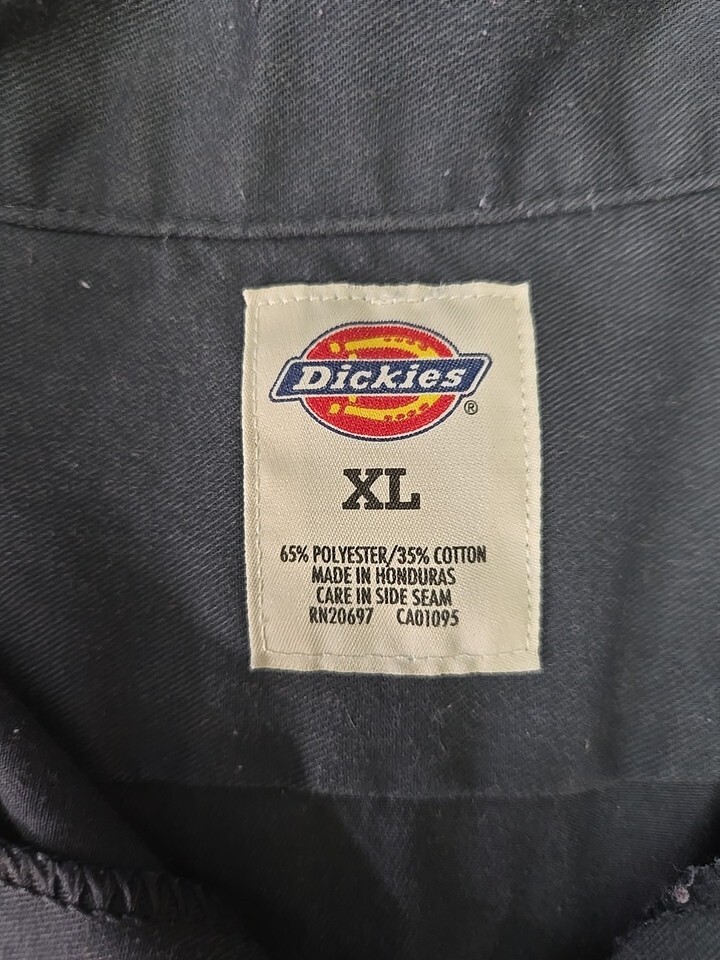 Dickies
®
XL
65% POLYESTER/35% COTTON
MADE IN HONDURAS
CARE IN SIDE SEAM
RN20697 CA01095